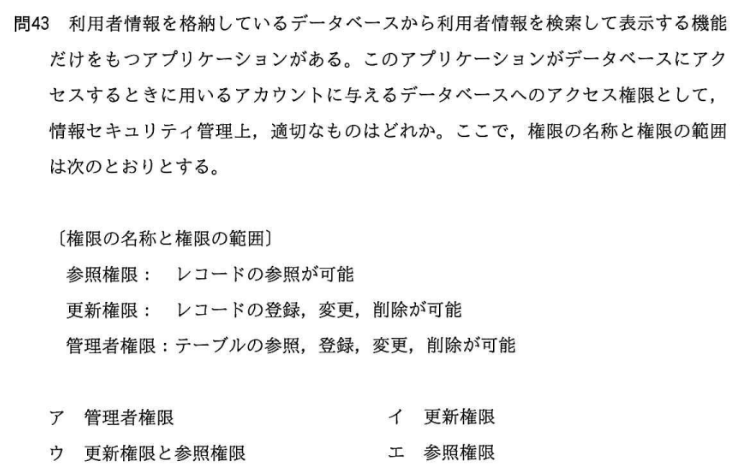 問43 利用者情報を格納しているデータベースから利用者情報を検索して表示する機能
だけをもつアプリケーションがある。このアプリケーションがデータベースにアク
セスするときに用いるアカウントに与えるデータベースへのアクセス権限として，
情報セキュリティ管理上，適切なものはどれか。ここで，権限の名称と権限の範囲
は次のとおりとする。
〔権限の名称と権限の範囲〕
参照権限： レコードの参照が可能
更新権限： レコードの登録，変更，削除が可能
管理者権限：テーブルの参照，登録，変更，削除が可能
ア 管理者権限 イ 更新権限
ウ 更新権限と参照権限 エ 参照権限